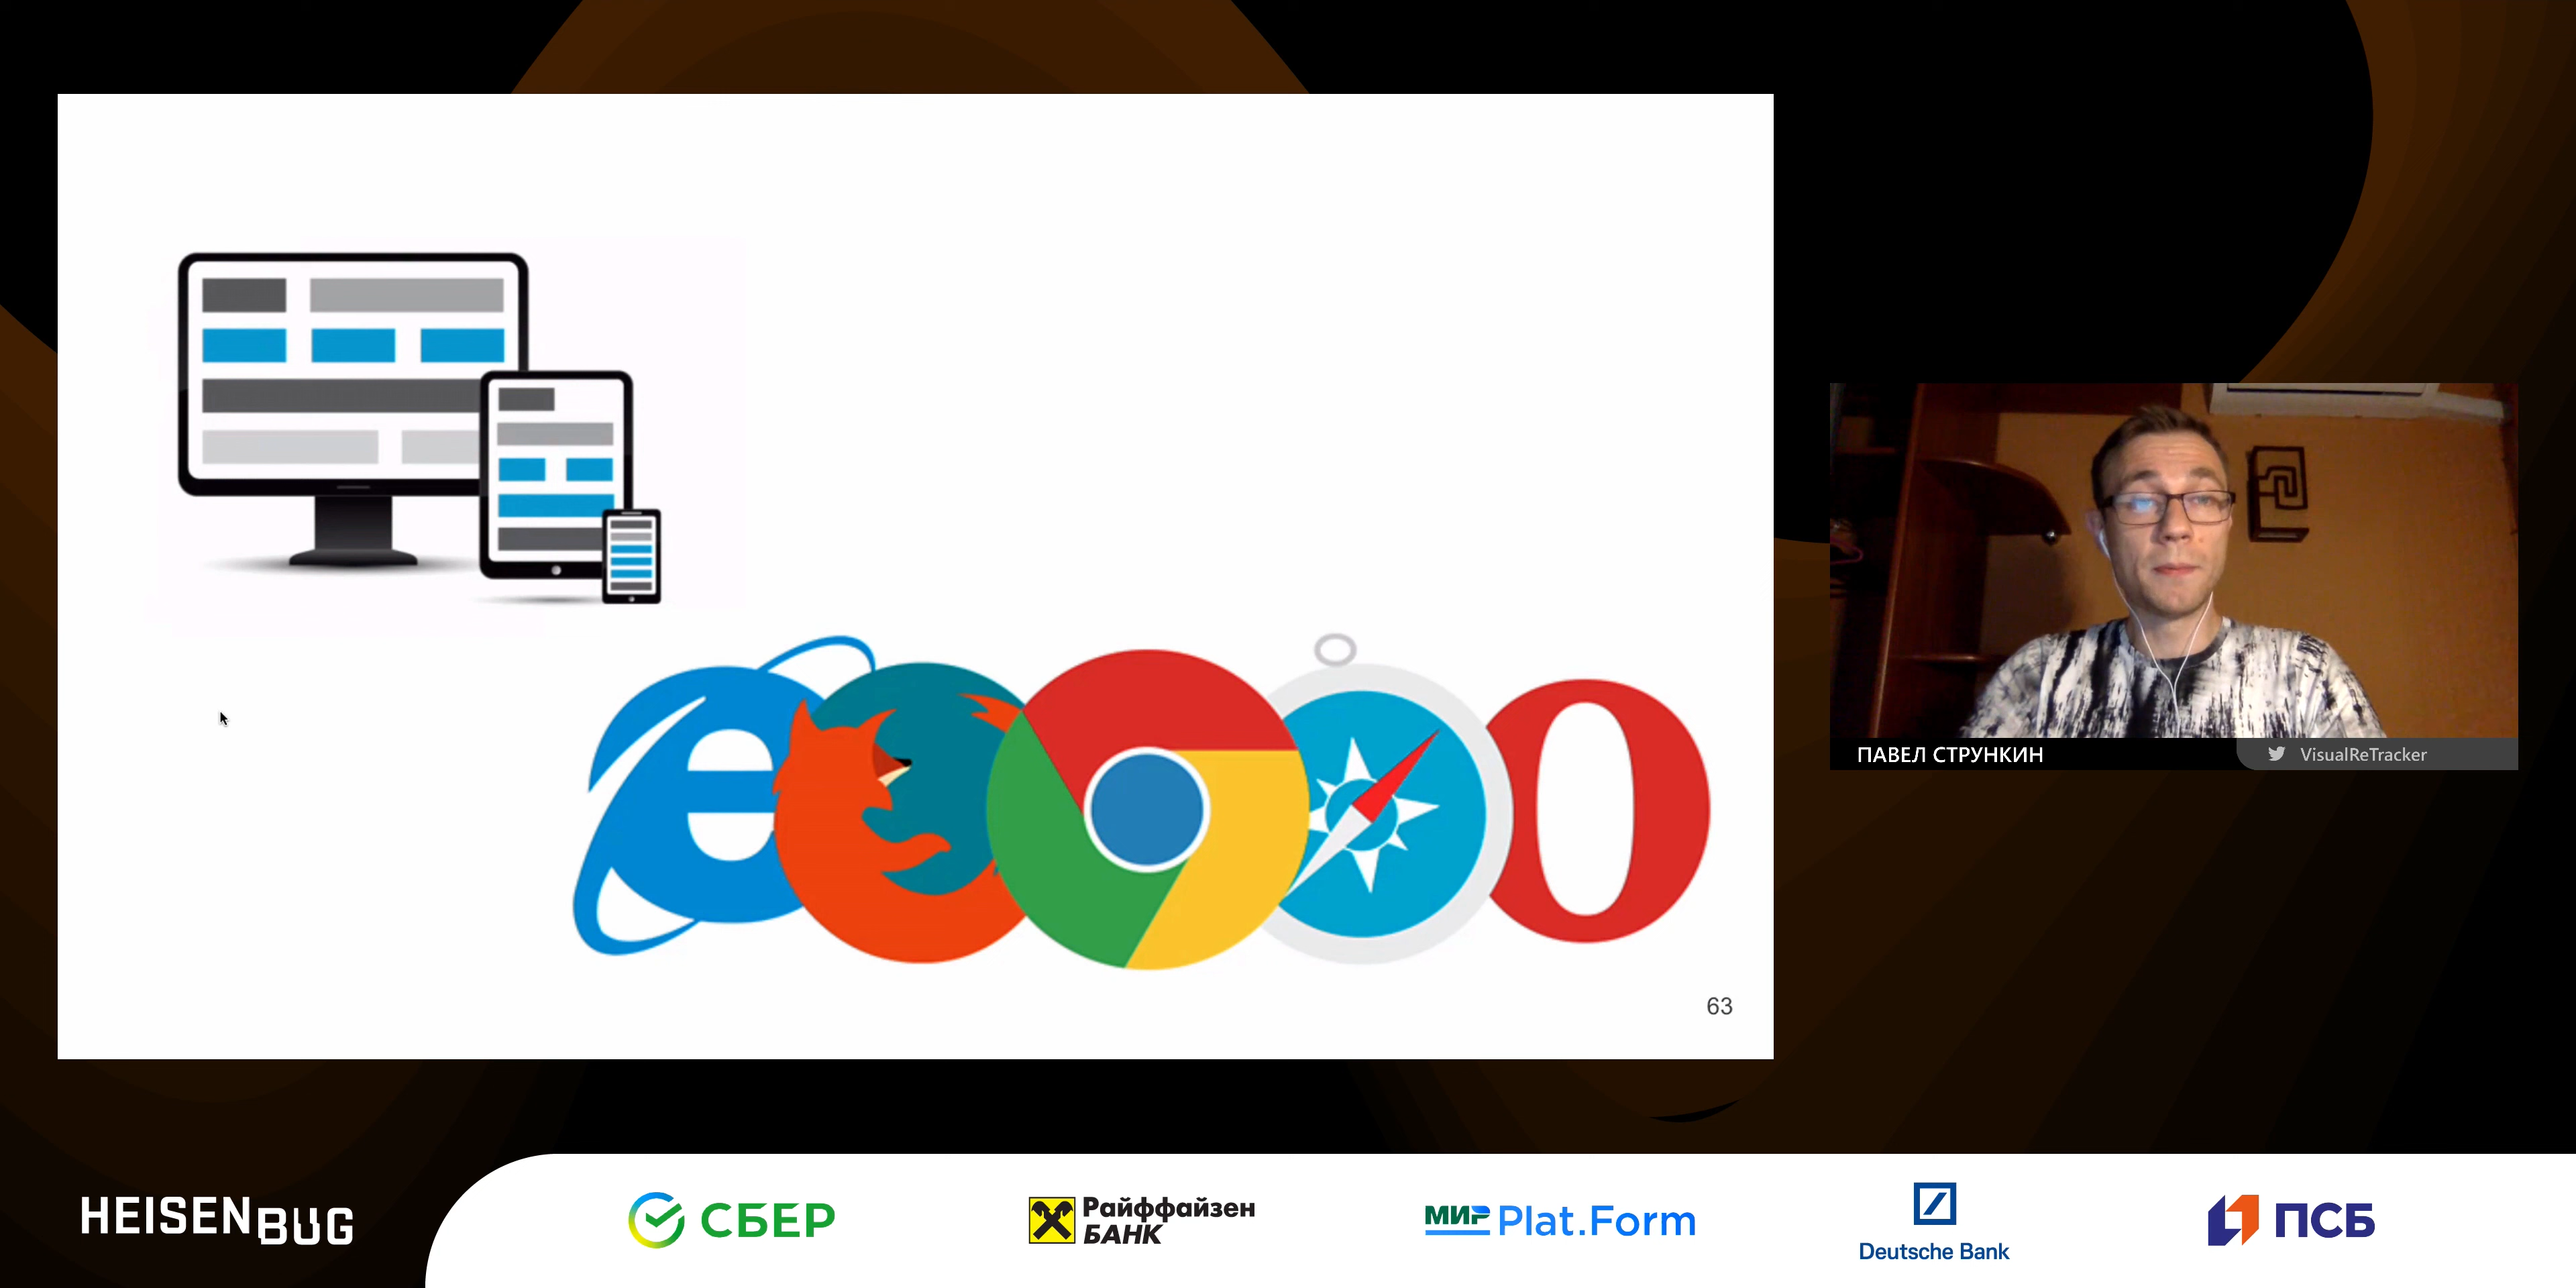 63
ПАВЕЛ СТРУНКИН
VisualReTracker
HEISENBUG
СБЕР
Райффайзен
БАНК
МИР Plat.Form
Deutsche Bank
ПСБ